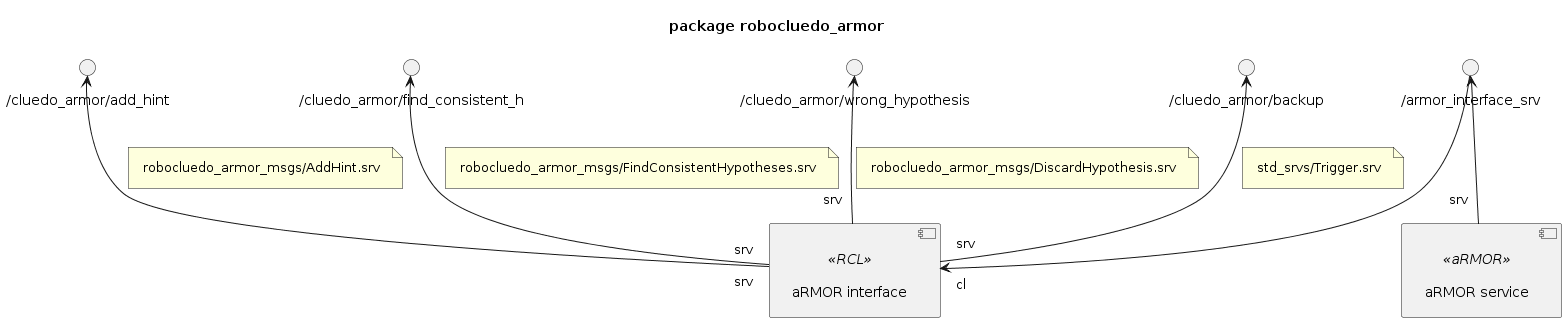 package robocluedo_armor
/cluedo_armor/add_hint
/cluedo_armor/find_consistent_h
/cluedo_armor/wrong_hypothesis
/cluedo_armor/backup
/armor_interface_srv
robocluedo_armor_msgs/AddHint.srv
robocluedo_armor_msgs/FindConsistentHypotheses.srv
robocluedo_armor_msgs/DiscardHypothesis.srv
std_srvs/Trigger.srv
srv
srv
srv
srv
srv
cl
«RCL»
aRMOR interface
«aRMOR»
aRMOR service